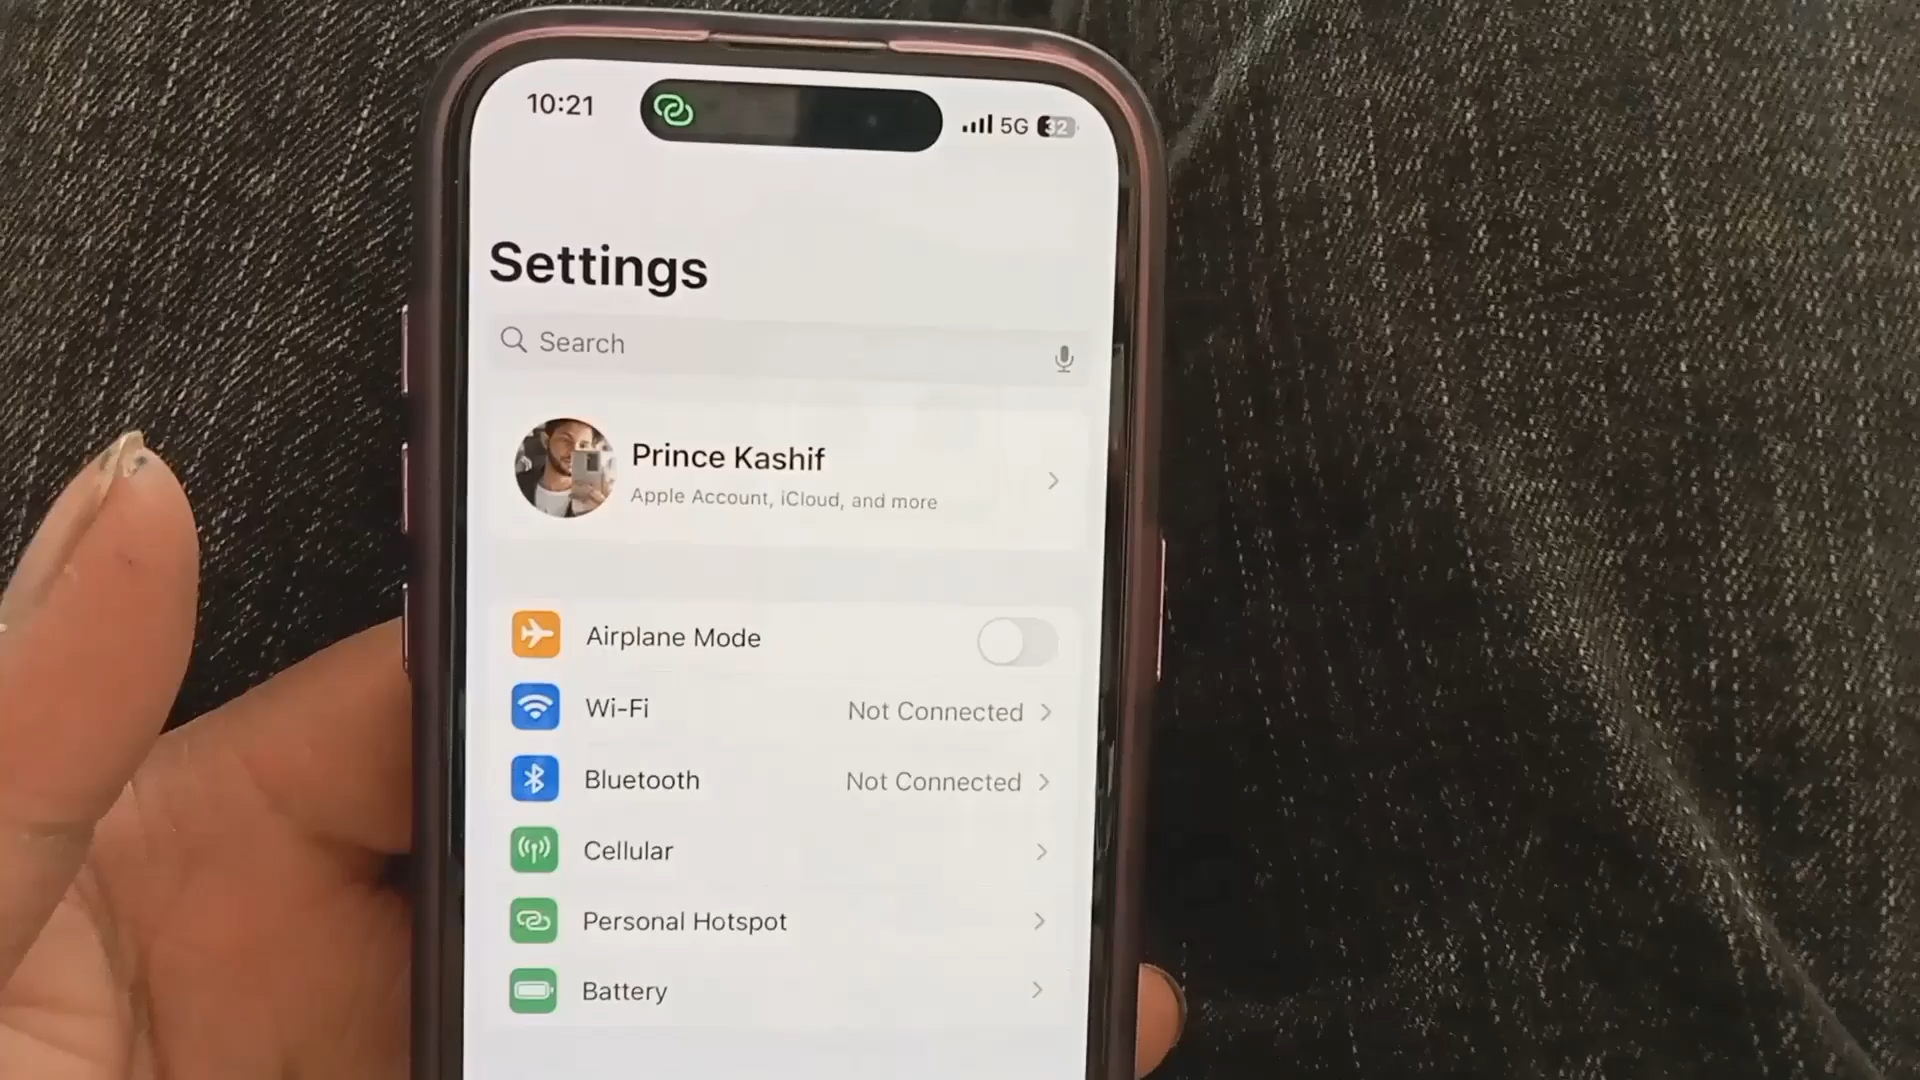 10:21
5G 32
Settings
Search
Prince Kashif
Apple Account, iCloud, and more
Airplane Mode
Wi-Fi Not Connected
Bluetooth Not Connected
Cellular
Personal Hotspot
Battery